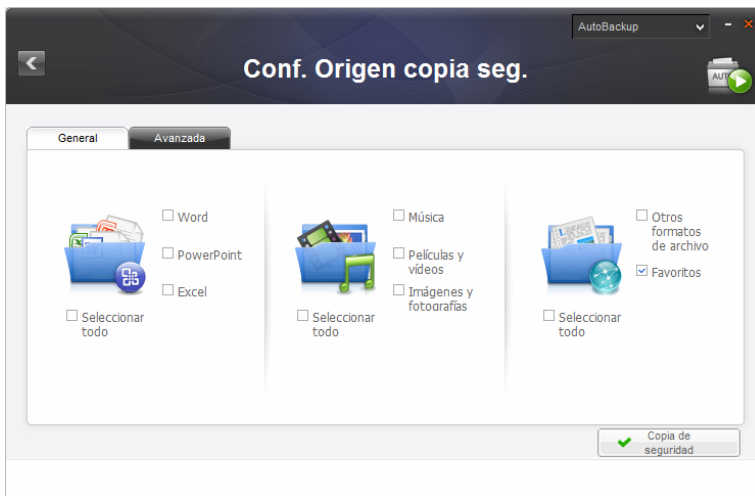 AutoBackup
Conf. Origen copia seg.
AUTO
General
Avanzada
Word
PowerPoint
Excel
Seleccionar
todo
Música
Películas y
vídeos
Imágenes y
fotografías
Seleccionar
todo
Otros
formatos
de archivo
Favoritos
Seleccionar
todo
Copia de
seguridad